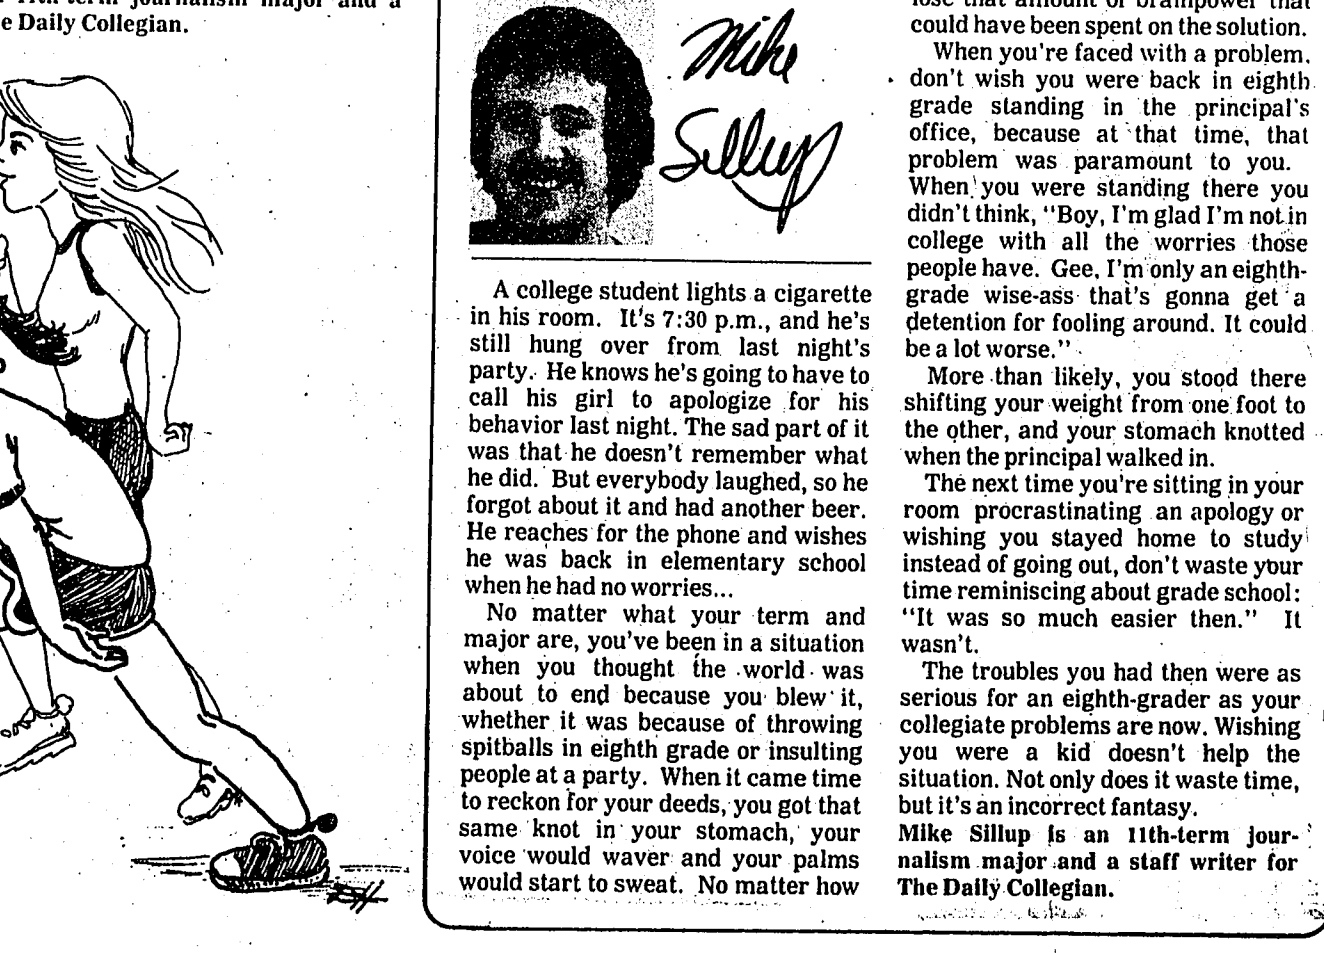 journalism major and a
e Daily Collegian.
Mike
Sillup
A college student lights a cigarette
in his room. It's 7:30 p.m., and he's
still hung over from last night's
party. He knows he's going to have to
call his girl to apologize for his
behavior last night. The sad part of it
was that he doesn't remember what
he did. But everybody laughed, so he
forgot about it and had another beer.
He reaches for the phone and wishes
he was back in elementary school
when he had no worries...
No matter what your term and
major are, you've been in a situation
when you thought the world was
about to end because you blew it,
whether it was because of throwing
spitballs in eighth grade or insulting
people at a party. When it came time
to reckon for your deeds, you got that
same knot in your stomach, your
voice would waver and your palms
would start to sweat. No matter how
lose that amount of brainpower that
could have been spent on the solution.
When you're faced with a problem,
don't wish you were back in eighth
grade standing in the principal's
office, because at that time, that
problem was paramount to you.
When you were standing there you
didn't think, "Boy, I'm glad I'm not in
college with all the worries those
people have. Gee, I'm only an eighth-
grade wise-ass that's gonna get a
detention for fooling around. It could
be a lot worse."
More than likely, you stood there
shifting your weight from one foot to
the other, and your stomach knotted
when the principal walked in.
The next time you're sitting in your
room procrastinating an apology or
wishing you stayed home to study
instead of going out, don't waste your
time reminiscing about grade school:
"It was so much easier then." It
wasn't.
The troubles you had then were as
serious for an eighth-grader as your
collegiate problems are now. Wishing
you were a kid doesn't help the
situation. Not only does it waste time,
but it's an incorrect fantasy.
Mike Sillup is an 11th-term jour-
nalism major and a staff writer for
The Daily Collegian.